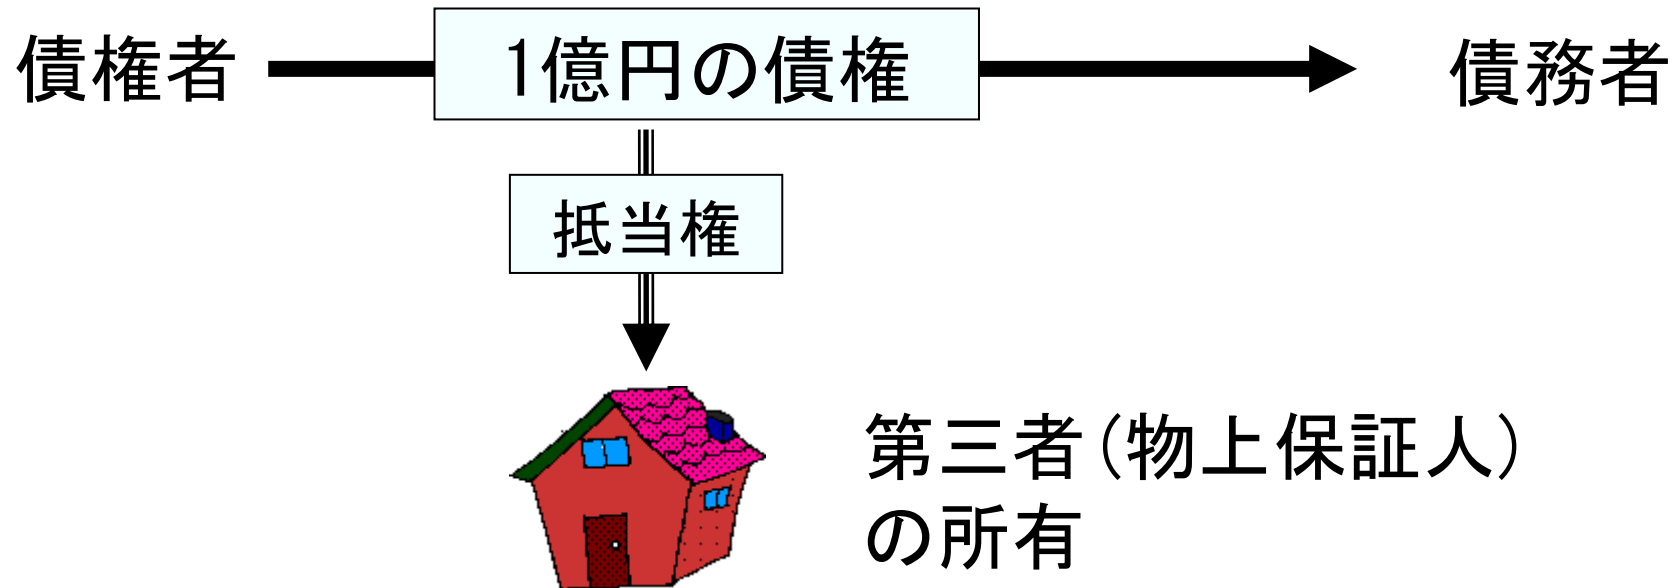 債権者
1億円の債権
債務者
抵当権
第三者(物上保証人)
の所有